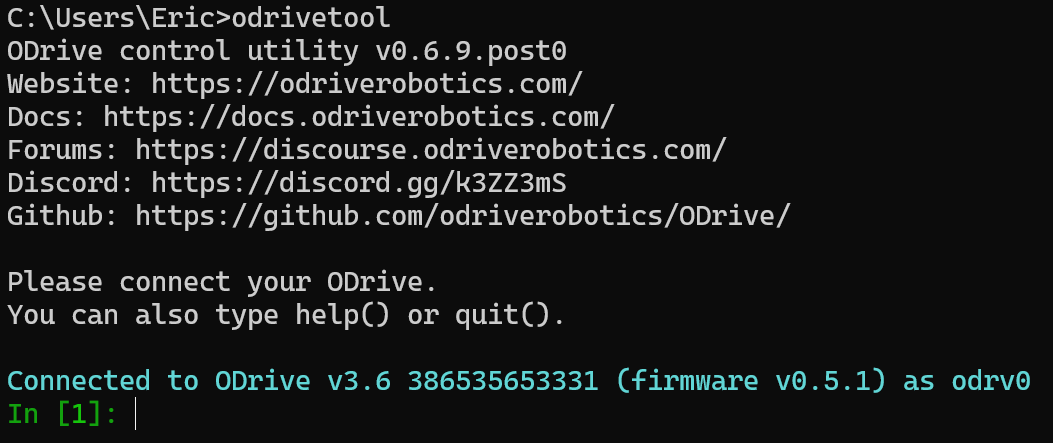 C:\Users\Eric>odrivetool
ODrive control utility v0.6.9.post0
Website: https://odriverobotics.com/
Docs: https://docs.odriverobotics.com/
Forums: https://discourse.odriverobotics.com/
Discord: https://discord.gg/k3ZZ3mS
Github: https://github.com/odriverobotics/ODrive/
Please connect your ODrive.
You can also type help() or quit().
Connected to ODrive v3.6 386535653331 (firmware v0.5.1) as odrv0
In [1]: